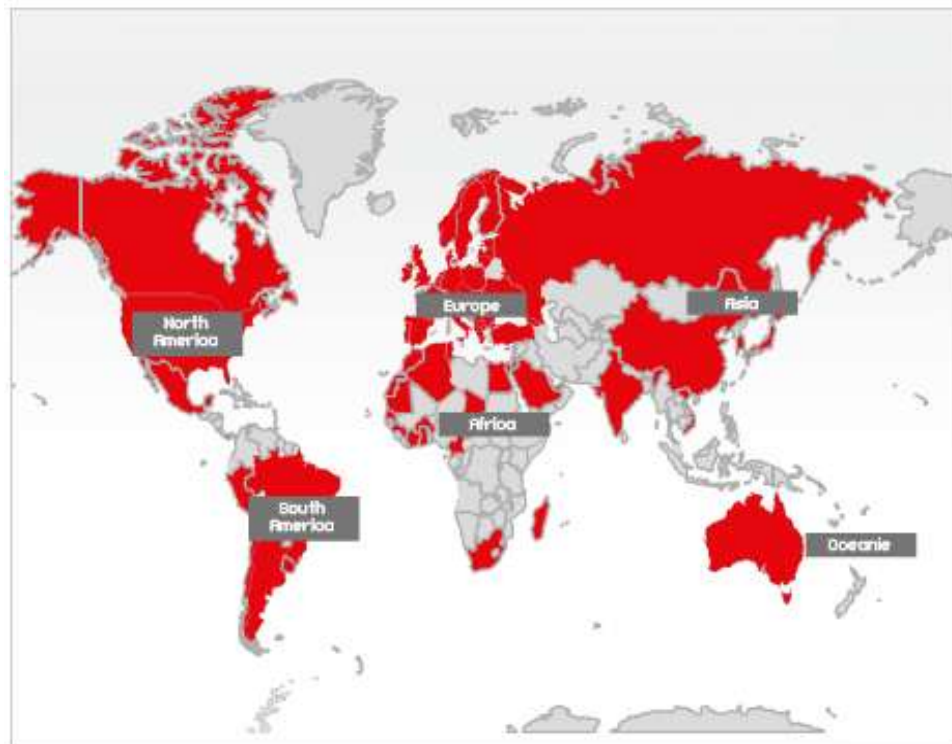 North
America
Europe
Asia
Africa
South
America
Oceanie